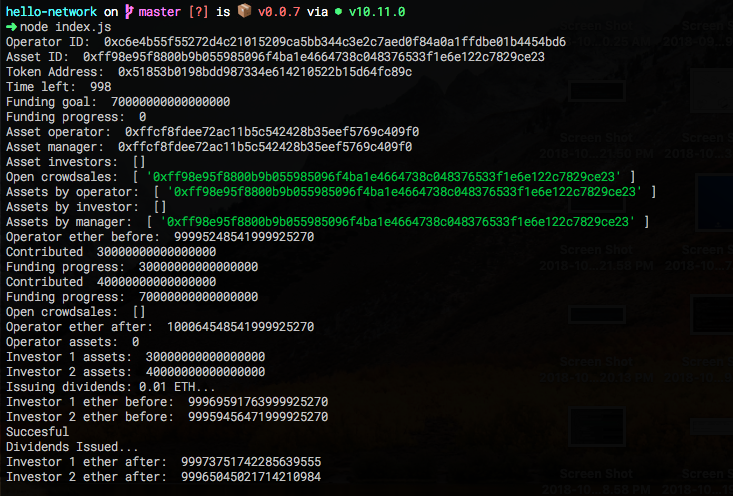 hello-network on master [?] is 📦 v0.0.7 via ● v10.11.0
➜ node index.js
Operator ID: 0xc6e4b55f55272d4c21015209ca5bb344c3e2c7aed0f84a0a1ffdbe01b4454bd6
Asset ID: 0xff98e95f8800b9b055985096f4ba1e4664738c048376533f1e6e122c7829ce23
Token Address: 0x51853b0198bdd987334e614210522b15d64fc89c
Time left: 998
Funding goal: 70000000000000000
Funding progress: 0
Asset operator: 0xffcf8fdee72ac11b5c542428b35eef5769c409f0
Asset manager: 0xffcf8fdee72ac11b5c542428b35eef5769c409f0
Asset investors: []
Open crowdsales: [ '0xff98e95f8800b9b055985096f4ba1e4664738c048376533f1e6e122c7829ce23' ]
Assets by operator: [ '0xff98e95f8800b9b055985096f4ba1e4664738c048376533f1e6e122c7829ce23' ]
Assets by investor: []
Assets by manager: [ '0xff98e95f8800b9b055985096f4ba1e4664738c048376533f1e6e122c7829ce23' ]
Operator ether before: 99995248541999925270
Contributed 30000000000000000
Funding progress: 30000000000000000
Contributed 40000000000000000
Funding progress: 70000000000000000
Open crowdsales: []
Operator ether after: 100064548541999925270
Operator assets: 0
Investor 1 assets: 30000000000000000
Investor 2 assets: 40000000000000000
Issuing dividends: 0.01 ETH...
Investor 1 ether before: 99969591763999925270
Investor 2 ether before: 99959456471999925270
Succesful
Dividends Issued...
Investor 1 ether after: 99973751742285639555
Investor 2 ether after: 99965045021714210984